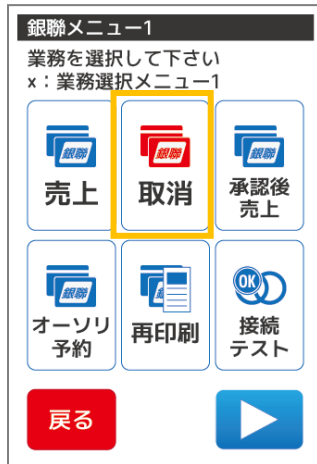 銀聯メニュー1
業務を選択して下さい
x：業務選択メニュー1
銀聯
銀聯
銀聯
売上
取消
承認後
売上
銀聯
銀
OK
オーソリ
予約
再印刷
接続
テスト
戻る